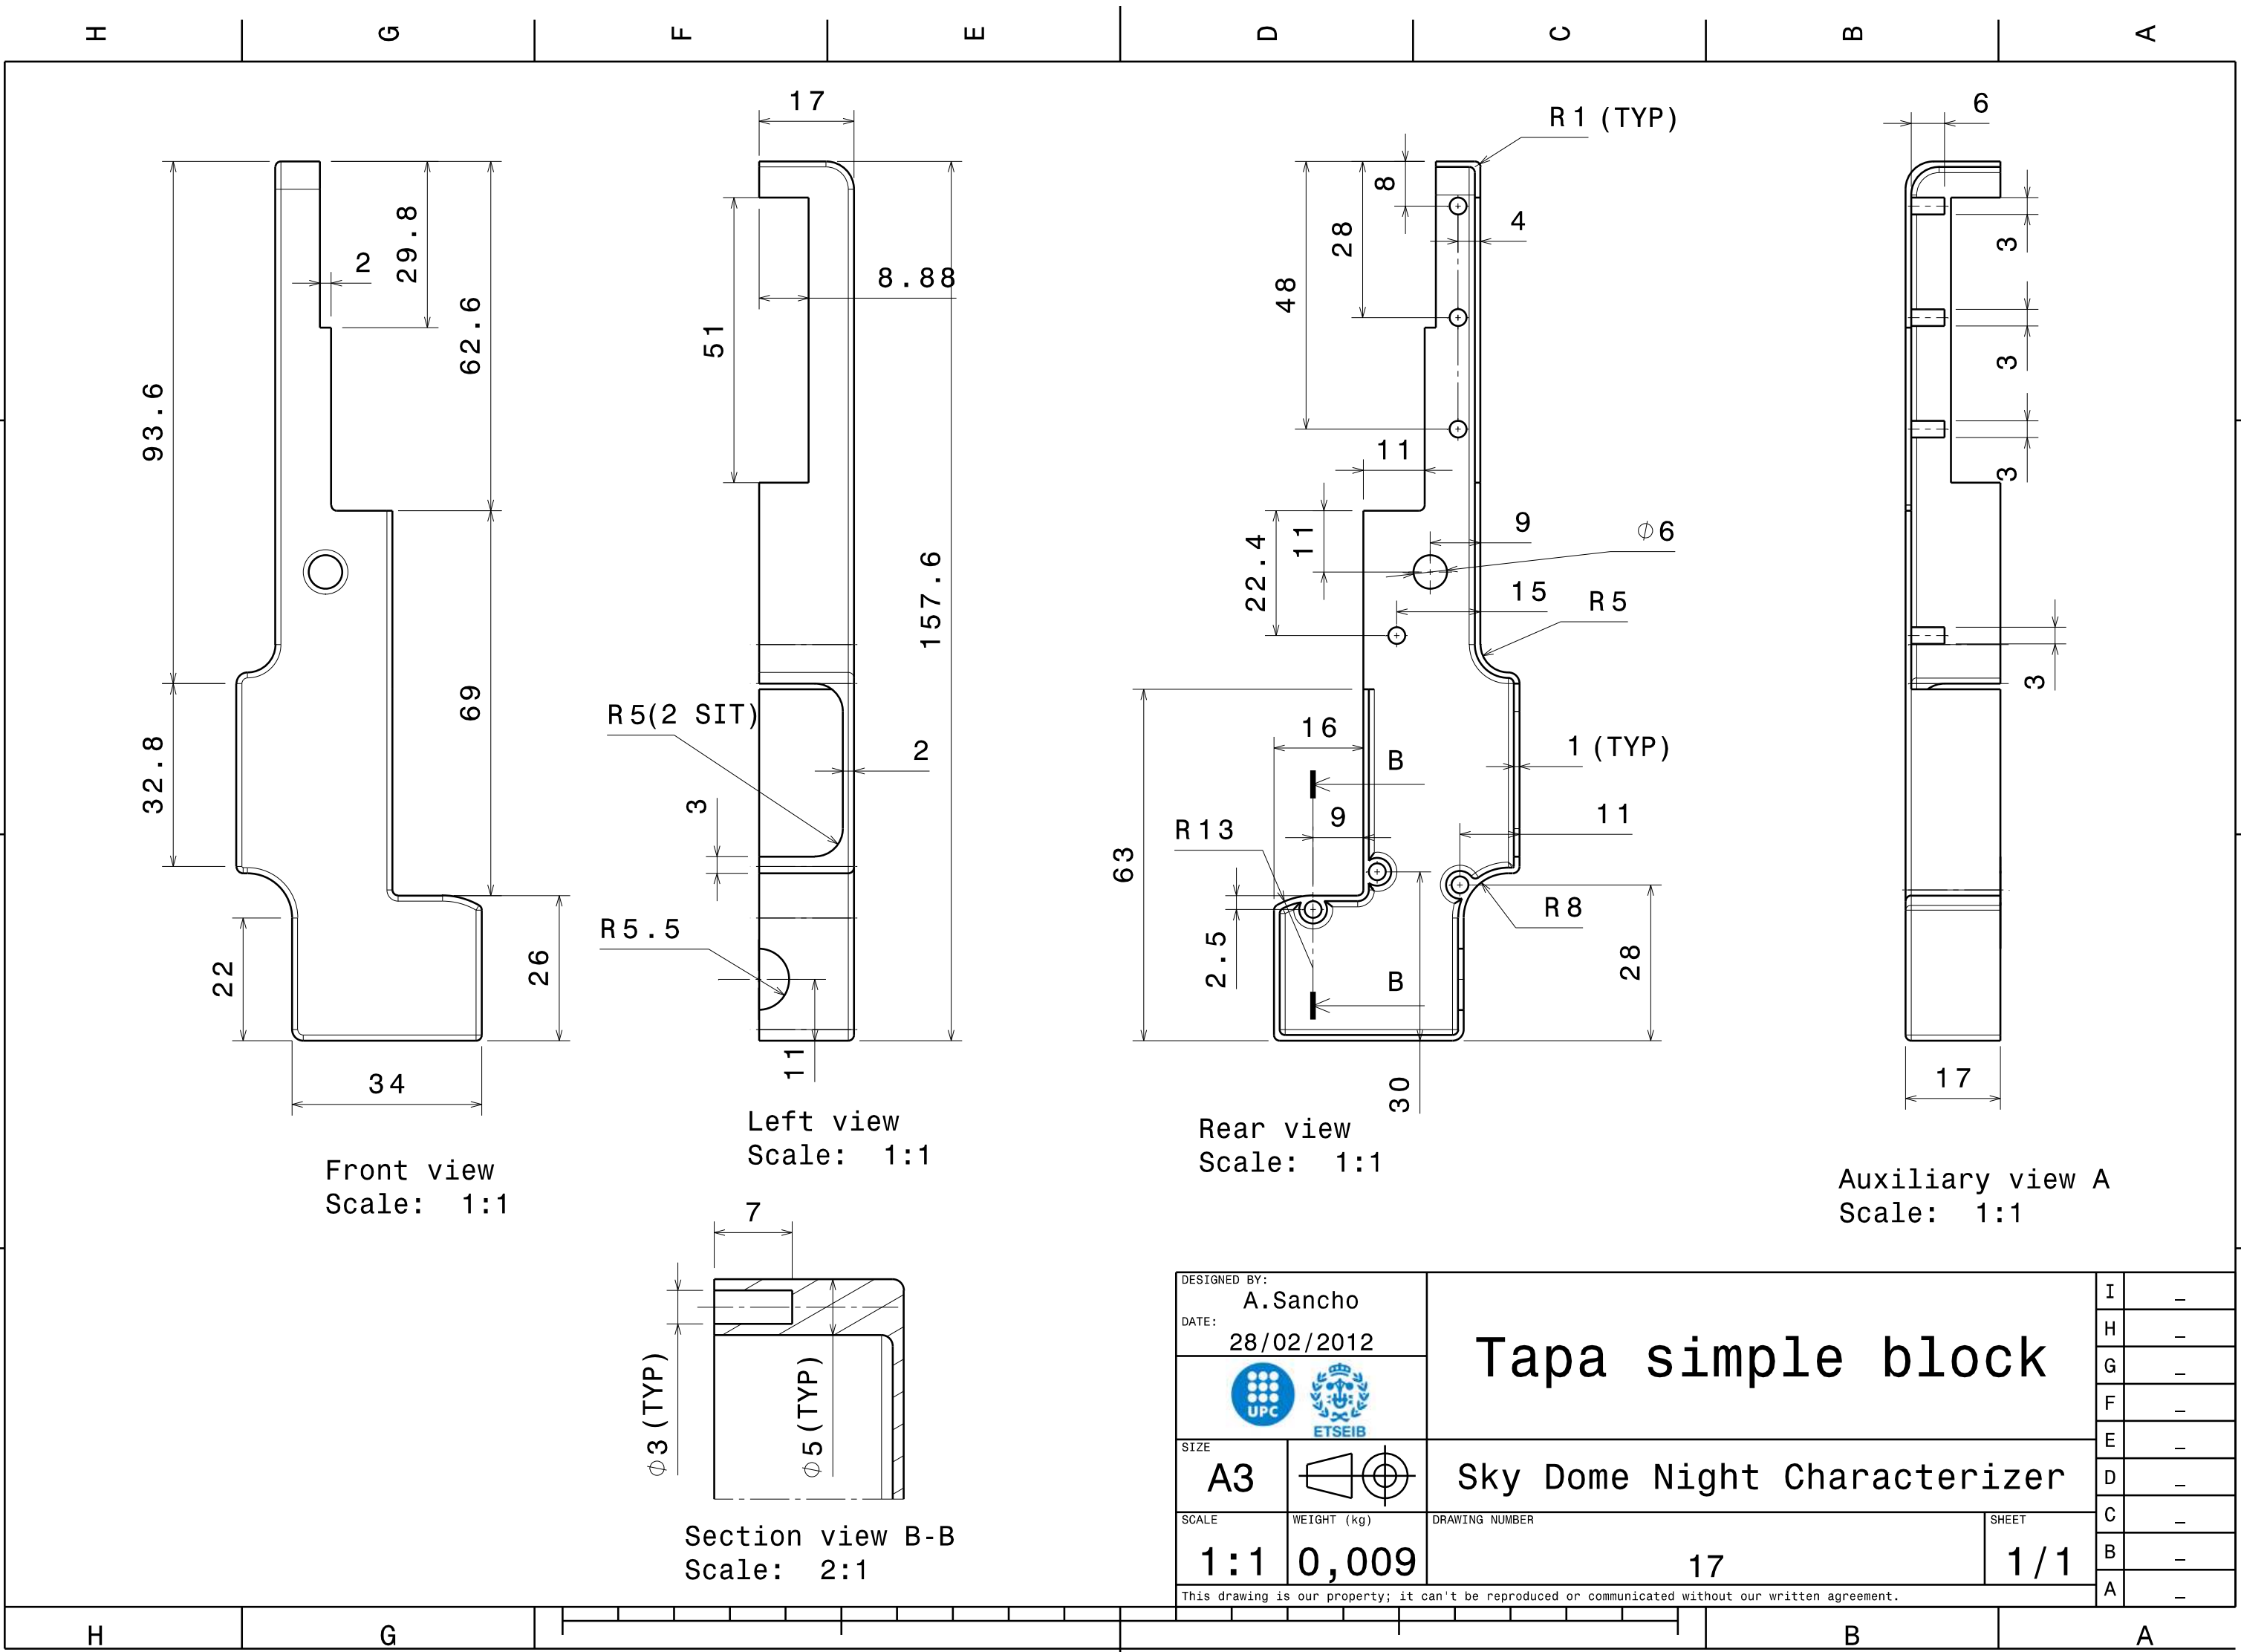 H G F E D C B A
17
R1 (TYP)
6
8
2
29.8
28
4
3
8.88
48
62.6
51
3
93.6
11
3
9
11
Ø6
22.4
157.6
15
R5
3
69
R5(2 SIT)
16
1 (TYP)
32.8
2
B
3
9
11
R13
63
R5.5
R8
22
26
2.5
28
B
11
34
30
17
Left view
Scale: 1:1
Rear view
Scale: 1:1
Front view
Scale: 1:1
Auxiliary view A
Scale: 1:1
7
Ø3 (TYP)
Ø5 (TYP)
Section view B-B
Scale: 2:1
DESIGNED BY:
A.Sancho
DATE:
28/02/2012
Tapa simple block
UPC
ETSEIB
SIZE
A3
Sky Dome Night Characterizer
SCALE
1:1
WEIGHT (kg)
0,009
DRAWING NUMBER
17
SHEET
1/1
I _
H _
G _
F _
E _
D _
C _
B _
A _
This drawing is our property; it can't be reproduced or communicated without our written agreement.
H G B A